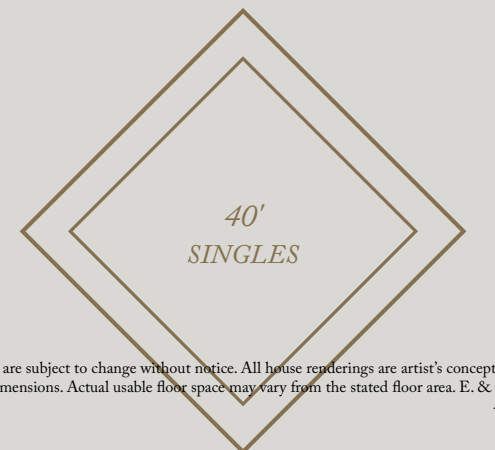 40'
SINGLES
are subject to change without notice. All house renderings are artist’s concept
mensions. Actual usable floor space may vary from the stated floor area. E. &